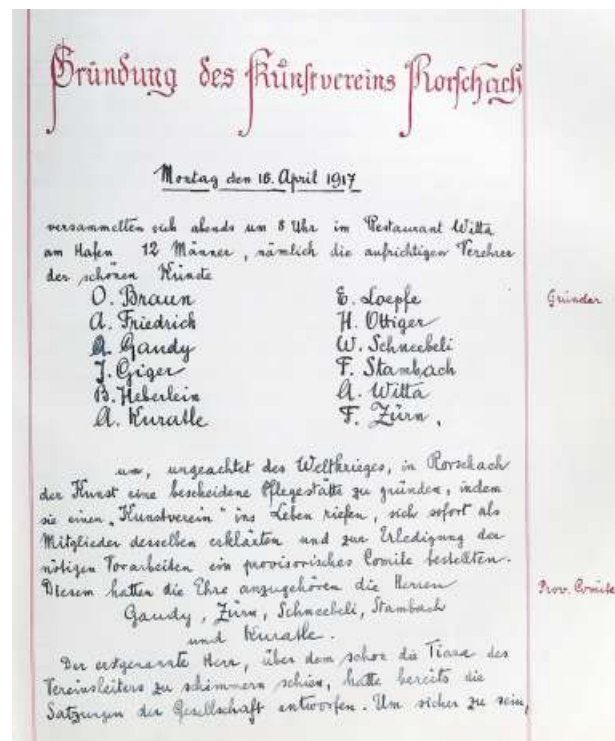 Gründung des Kunstvereins Rorschach
Montag den 16. April 1917
versammelten sich abends um 8 Uhr im Restaurant Witta
am Hafen 12 Männer, nämlich die aufrichtigen Verehrer
der schönen Künste
O. Braun
A. Friedrich
A. Gaudy
J. Giger
B. Heberlein
A. Kuratle
E. Loepfe
H. Ottiger
W. Schneebeli
F. Stambach
A. Witta
F. Zürn.
Gründer
um, ungeachtet des Weltkrieges, in Rorschach
der Kunst eine bescheidene Pflegestätte zu gründen, indem
sie einen „Kunstverein" ins Leben riefen, sich sofort als
Mitglieder desselben erklärten und zur Erledigung der
nötigen Vorarbeiten ein provisorisches Comite bestellten.
Diesem hatten die Ehre anzugehören die Herren
Prov. Comite
Gaudy, Zürn, Schneebeli, Stambach
und Kuratle.
Der erstgenannte Herr, über dem schon die Tiara des
Vereinsleiters zu schimmern schien, hatte bereits die
Satzungen der Gesellschaft entworfen. Um sicher zu sein,